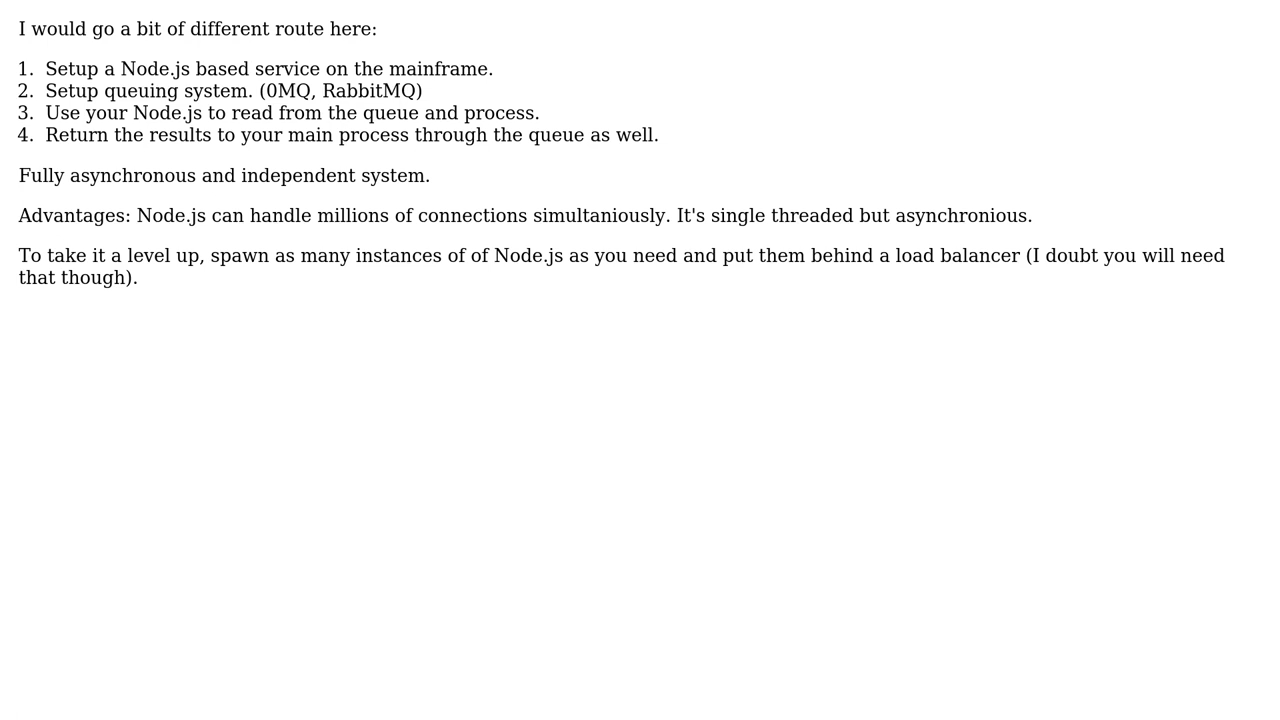 I would go a bit of different route here:
1. Setup a Node.js based service on the mainframe.
2. Setup queuing system. (0MQ, RabbitMQ)
3. Use your Node.js to read from the queue and process.
4. Return the results to your main process through the queue as well.
Fully asynchronous and independent system.
Advantages: Node.js can handle millions of connections simultaniously. It's single threaded but asynchronious.
To take it a level up, spawn as many instances of of Node.js as you need and put them behind a load balancer (I doubt you will need
that though).